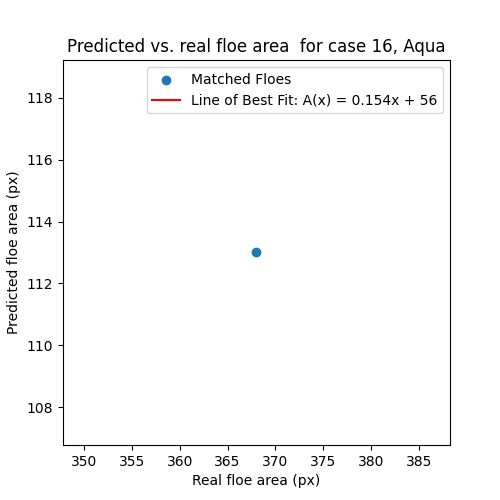 Predicted vs. real floe area  for case 16, Aqua
Matched Floes
Line of Best Fit: A(x) = 0.154x + 56
Predicted floe area (px)
118
116
114
112
110
108
350 355 360 365 370 375 380 385
Real floe area (px)